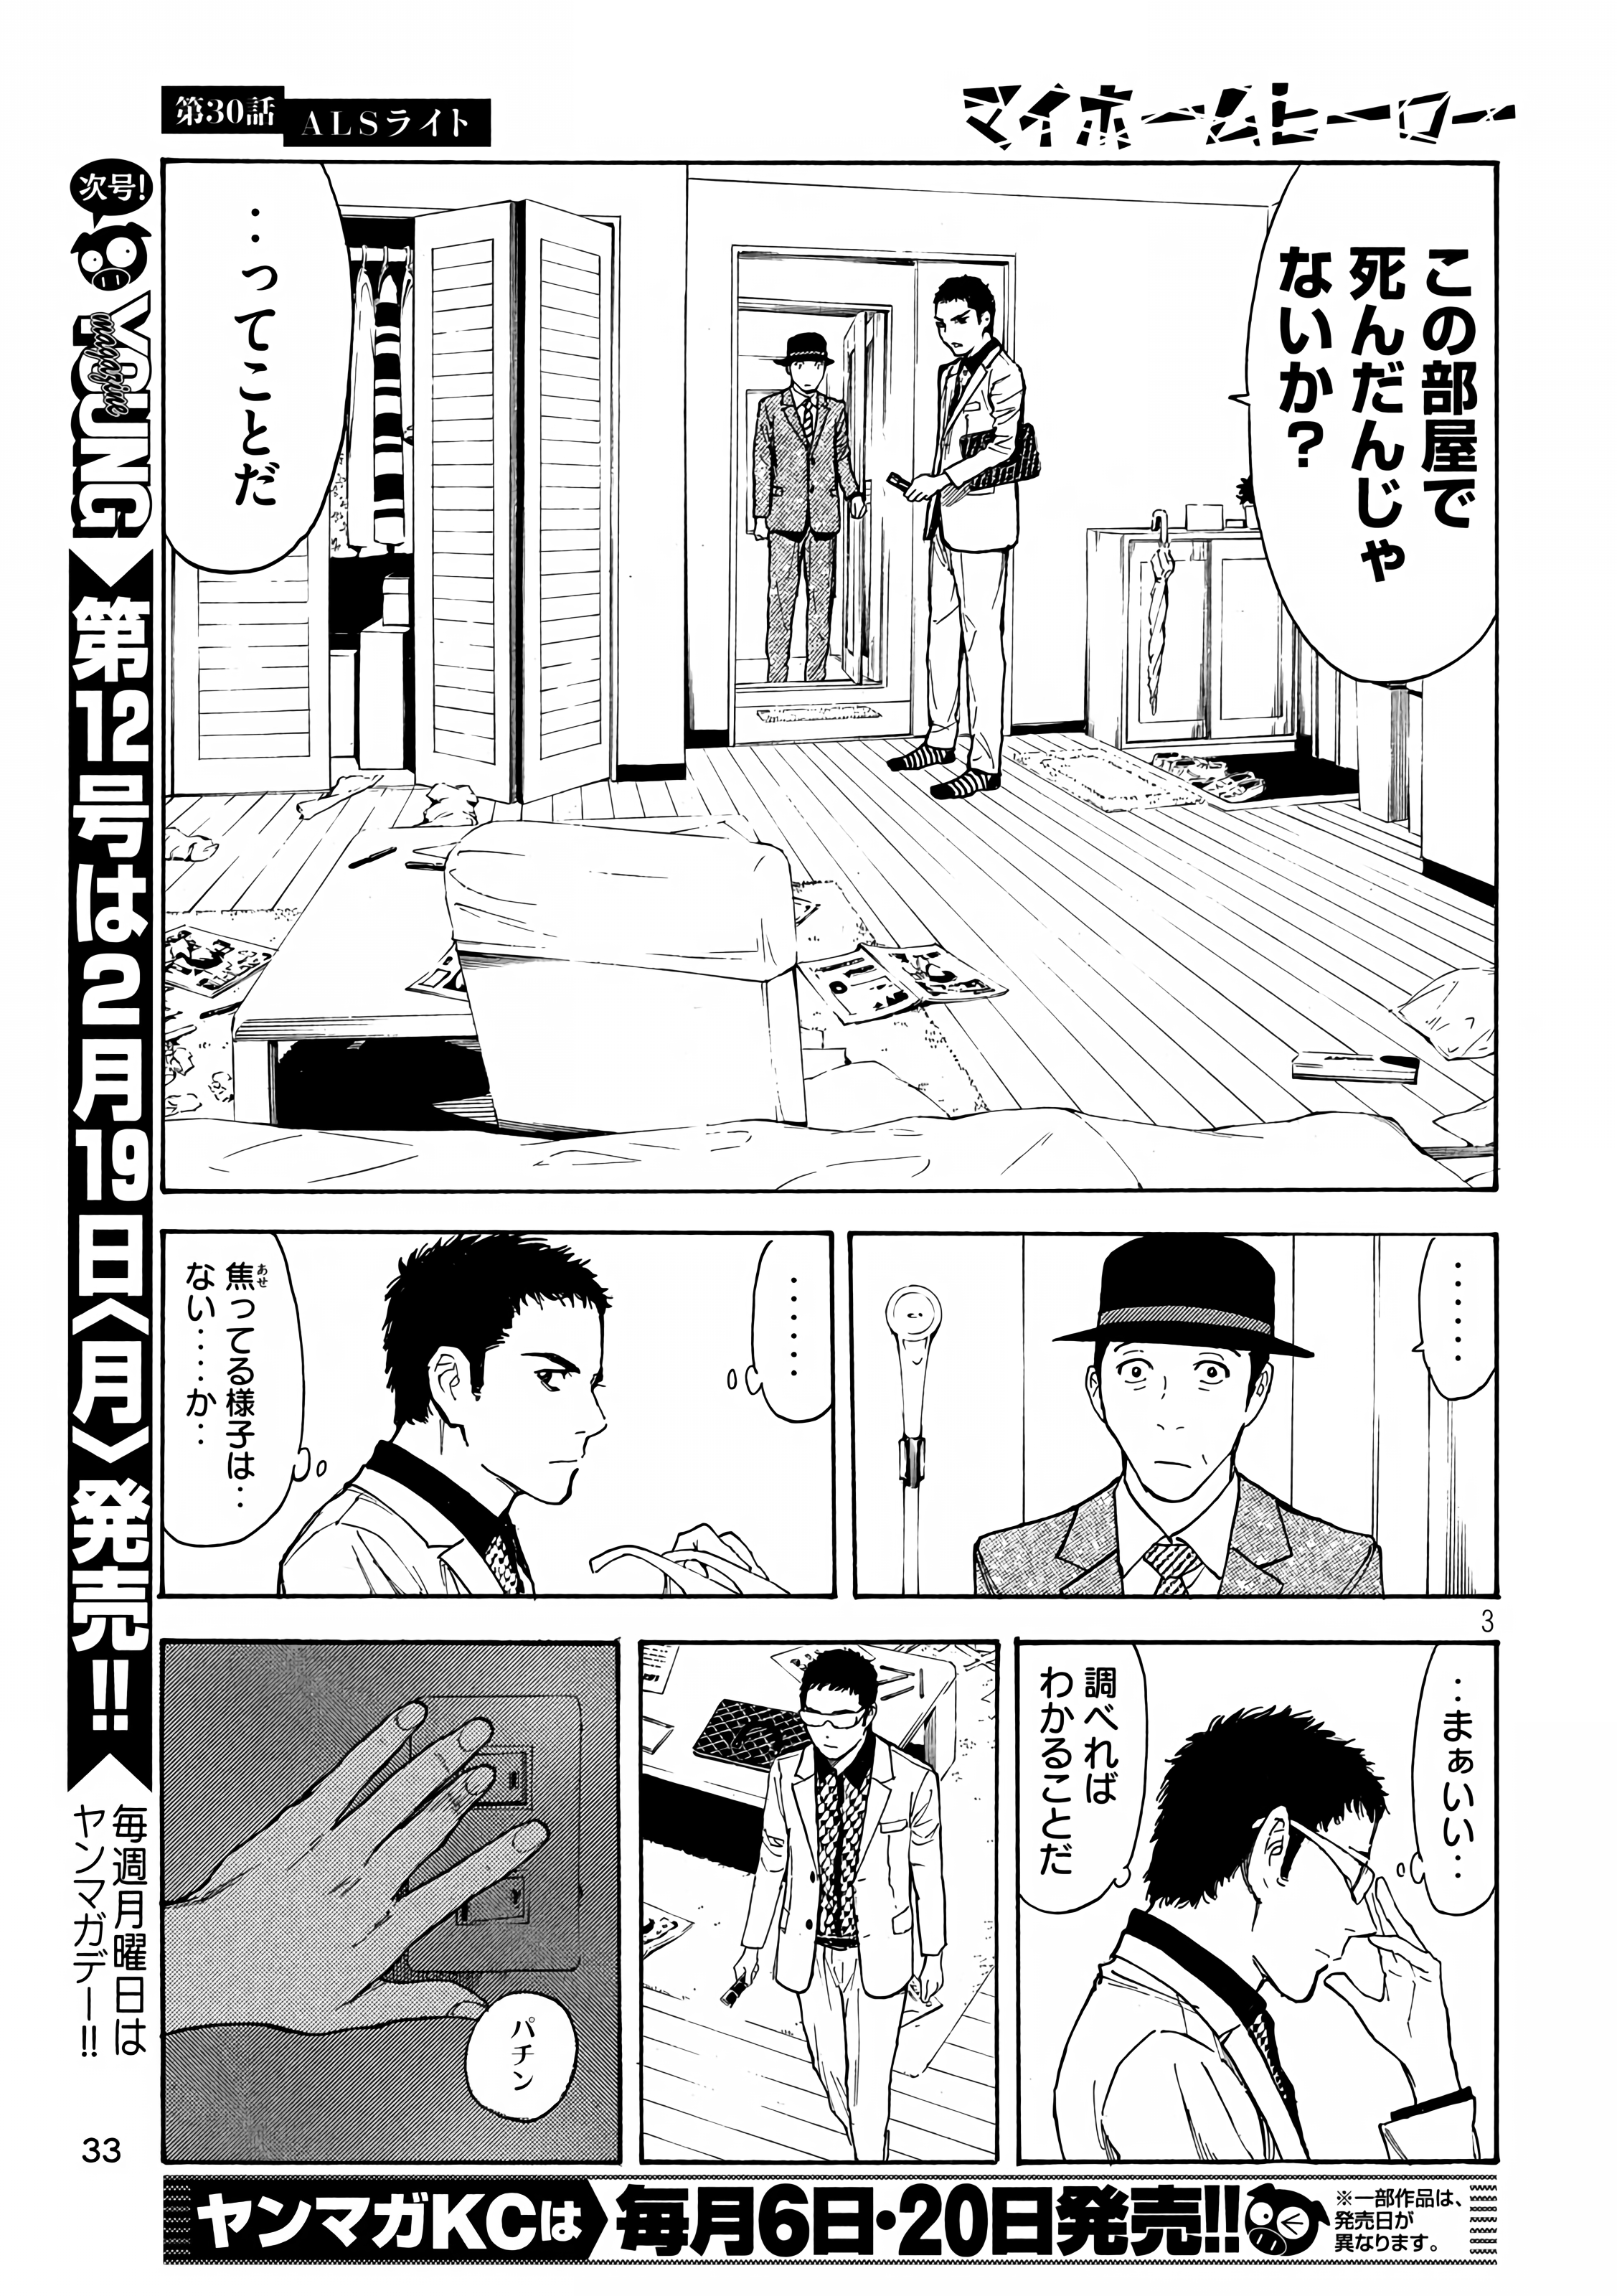 第30話
ALSライト
マイホームヒーロー
この部屋で
死んだんじゃ
ないか？
‥ってことだ
‥‥‥
‥‥‥
焦ってる様子は‥
あせ
ない‥‥か‥
3
‥まぁいい‥
調べれば
わかることだ
パチン
次号!
YOUNG
magazine
第12号は2月19日〈月〉発売!!
毎週月曜日は
ヤンマガデー!!
33
ヤンマガKCは
毎月6日・20日発売!!
※一部作品は、
発売日が
異なります。